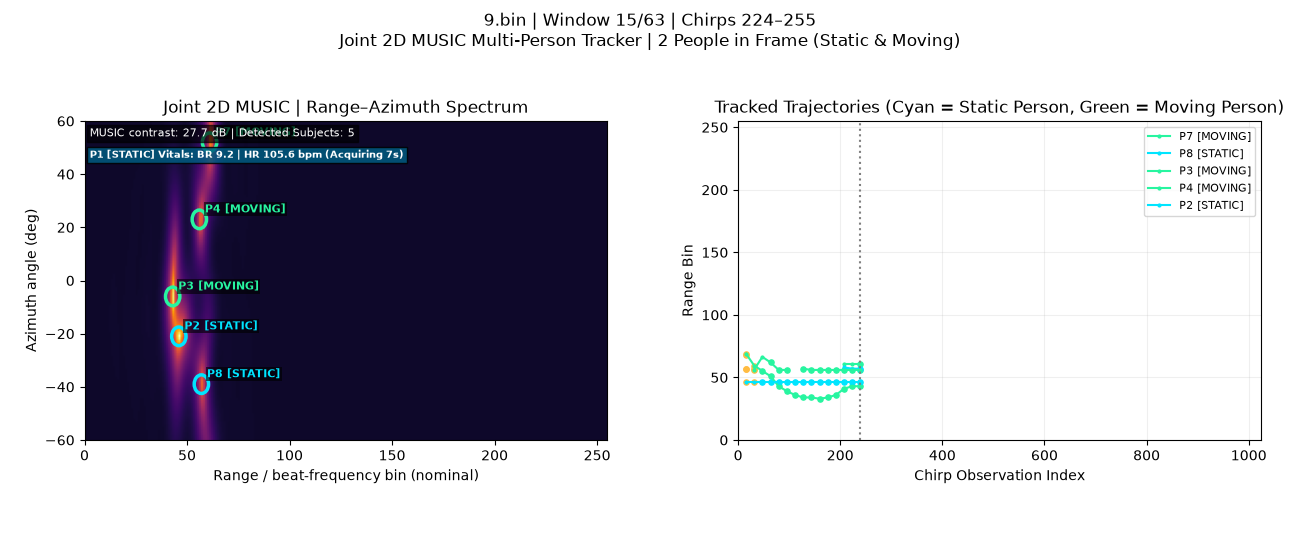 9.bin | Window 15/63 | Chirps 224–255
Joint 2D MUSIC Multi-Person Tracker | 2 People in Frame (Static & Moving)
Joint 2D MUSIC | Range–Azimuth Spectrum
MUSIC contrast: 27.7 dB | Detected Subjects: 5
P1 [STATIC] Vitals: BR 9.2 | HR 105.6 bpm (Acquiring 7s)
P4 [MOVING]
P3 [MOVING]
P2 [STATIC]
P8 [STATIC]
60
40
20
0
−20
−40
−60
Azimuth angle (deg)
0
50
100
150
200
250
Range / beat-frequency bin (nominal)
Tracked Trajectories (Cyan = Static Person, Green = Moving Person)
P7 [MOVING]
P8 [STATIC]
P3 [MOVING]
P4 [MOVING]
P2 [STATIC]
250
200
150
100
50
0
Range Bin
0
200
400
600
800
1000
Chirp Observation Index